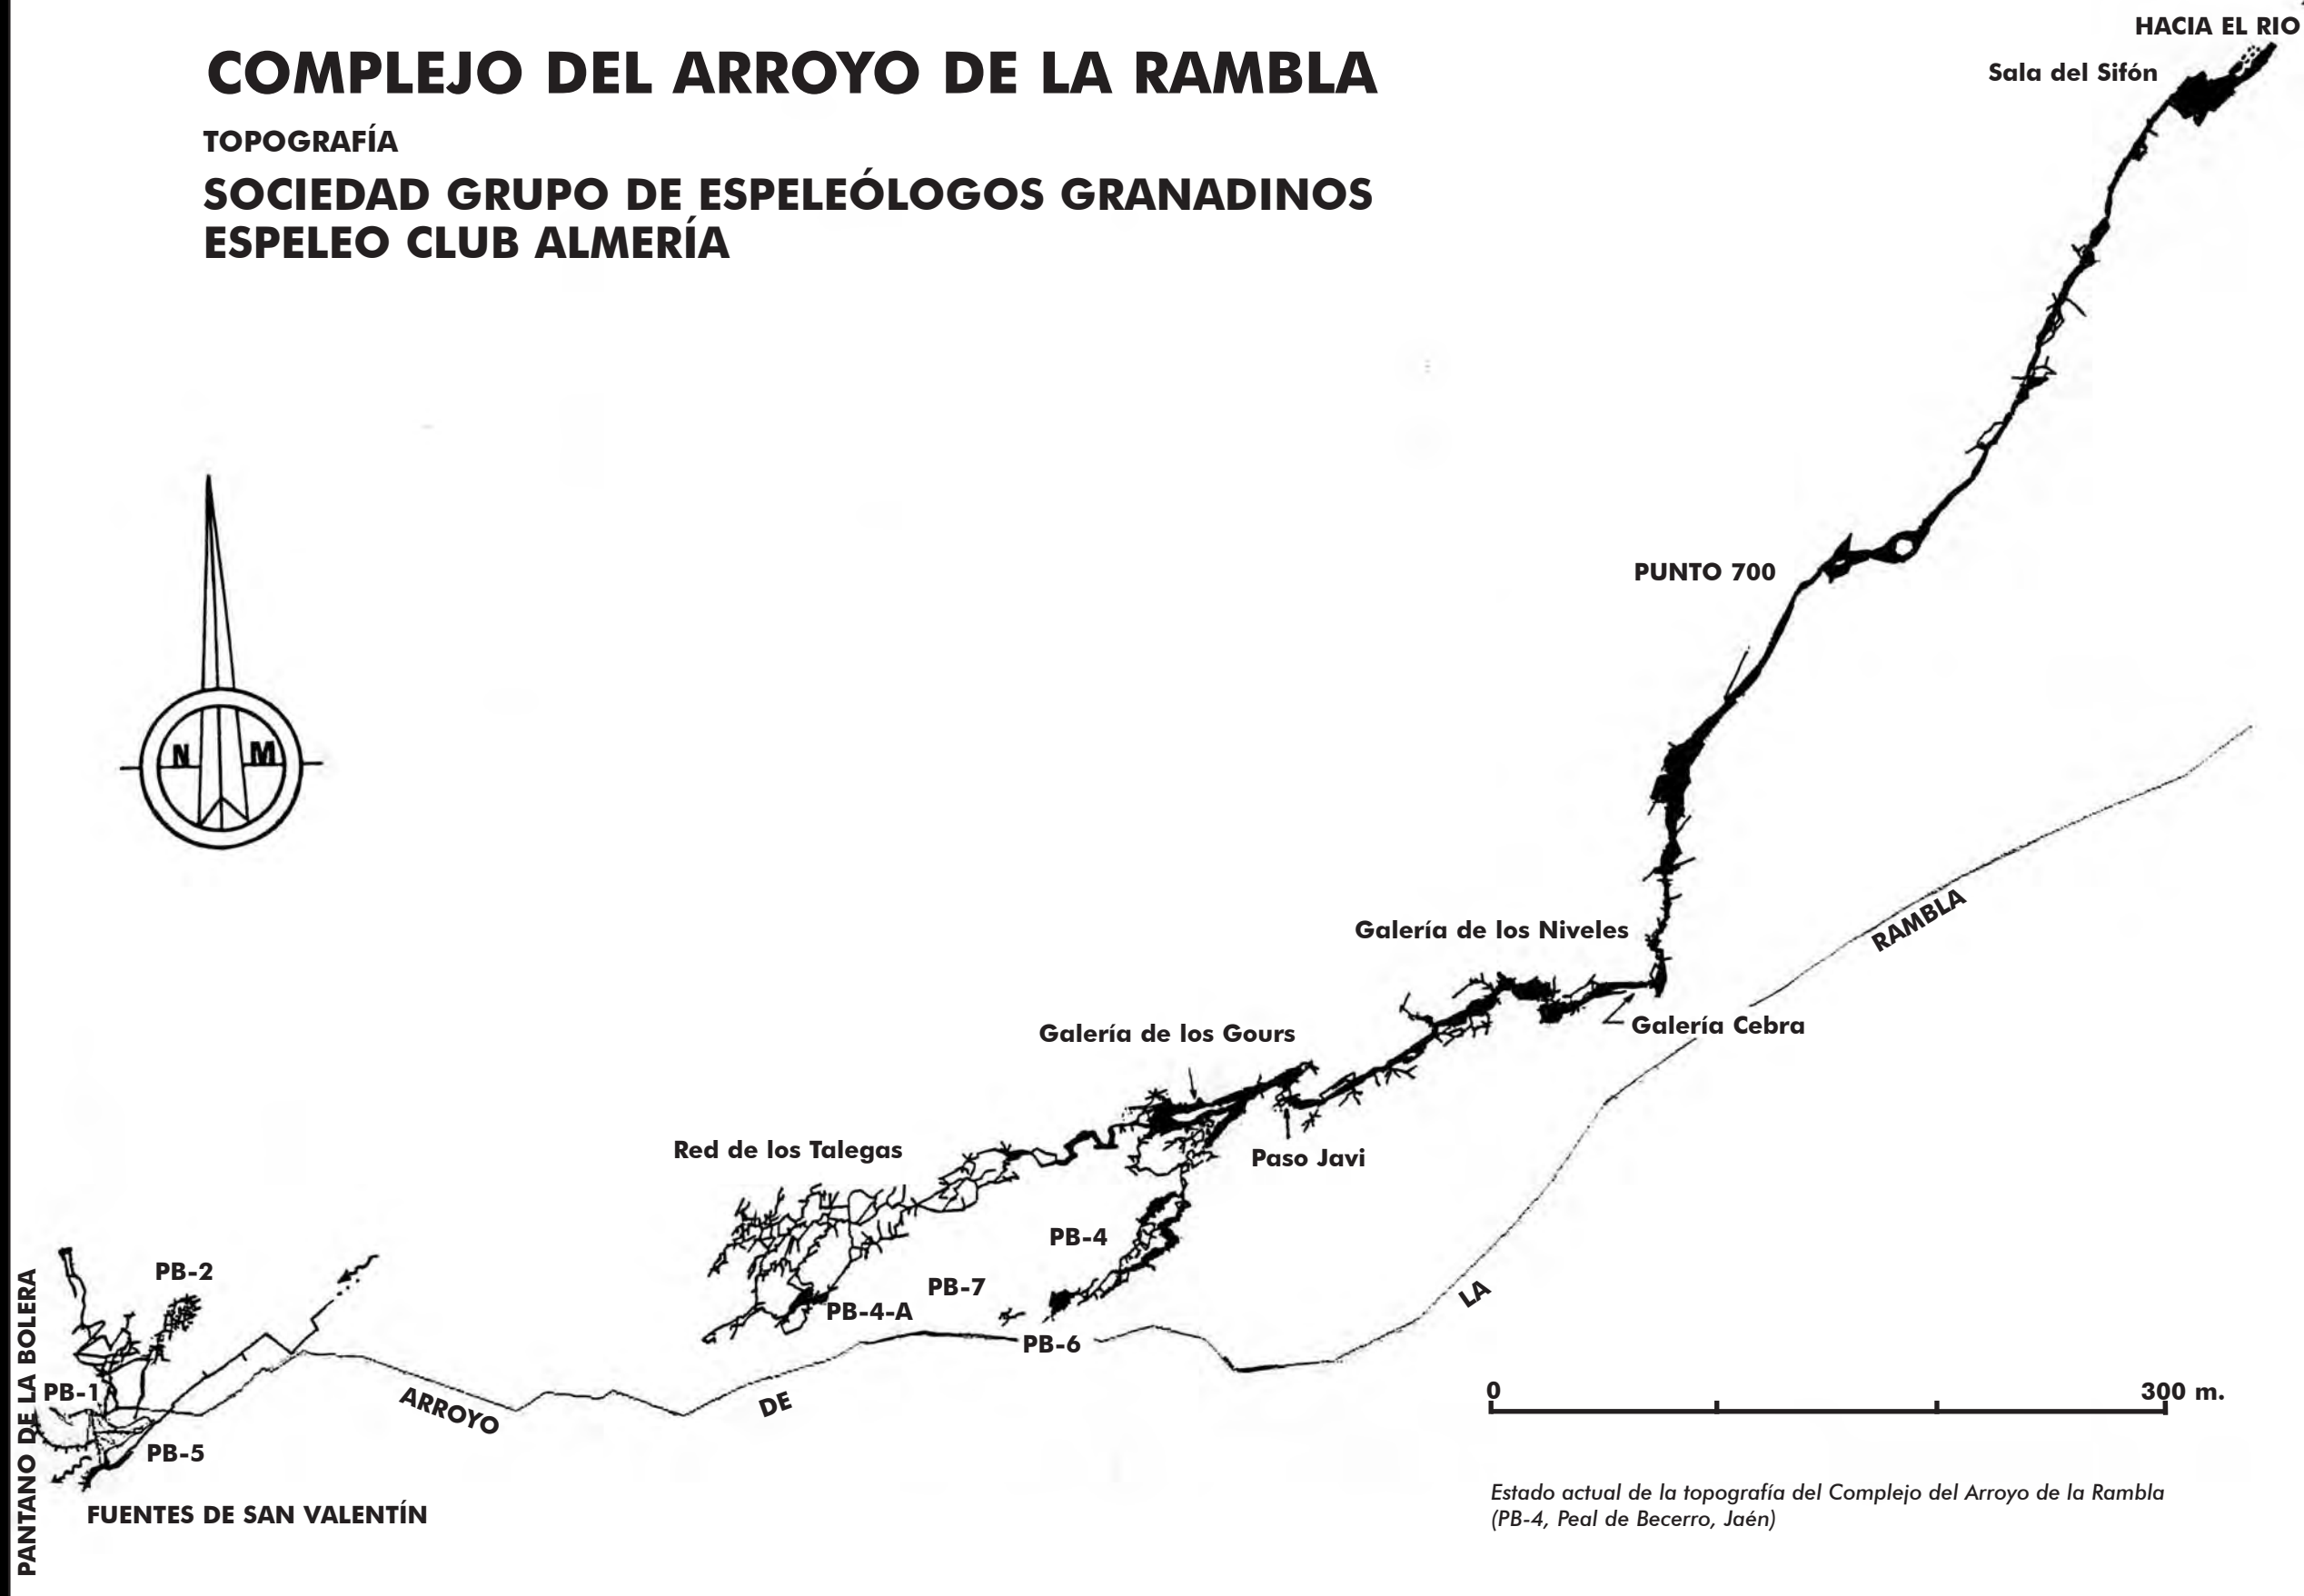 HACIA EL RIO
COMPLEJO DEL ARROYO DE LA RAMBLA
Sala del Sifón
TOPOGRAFÍA
SOCIEDAD GRUPO DE ESPELEÓLOGOS GRANADINOS
ESPELEO CLUB ALMERÍA
PUNTO 700
N M
Galería de los Niveles
RAMBLA
Galería de los Gours
Galería Cebra
Red de los Talegas
Paso Javi
PB-4
PB-2
PB-7
PB-4-A
LA
PB-6
PB-1
ARROYO
DE
0
300 m.
PB-5
PANTANO DE LA BOLERA
FUENTES DE SAN VALENTÍN
Estado actual de la topografía del Complejo del Arroyo de la Rambla
(PB-4, Peal de Becerro, Jaén)